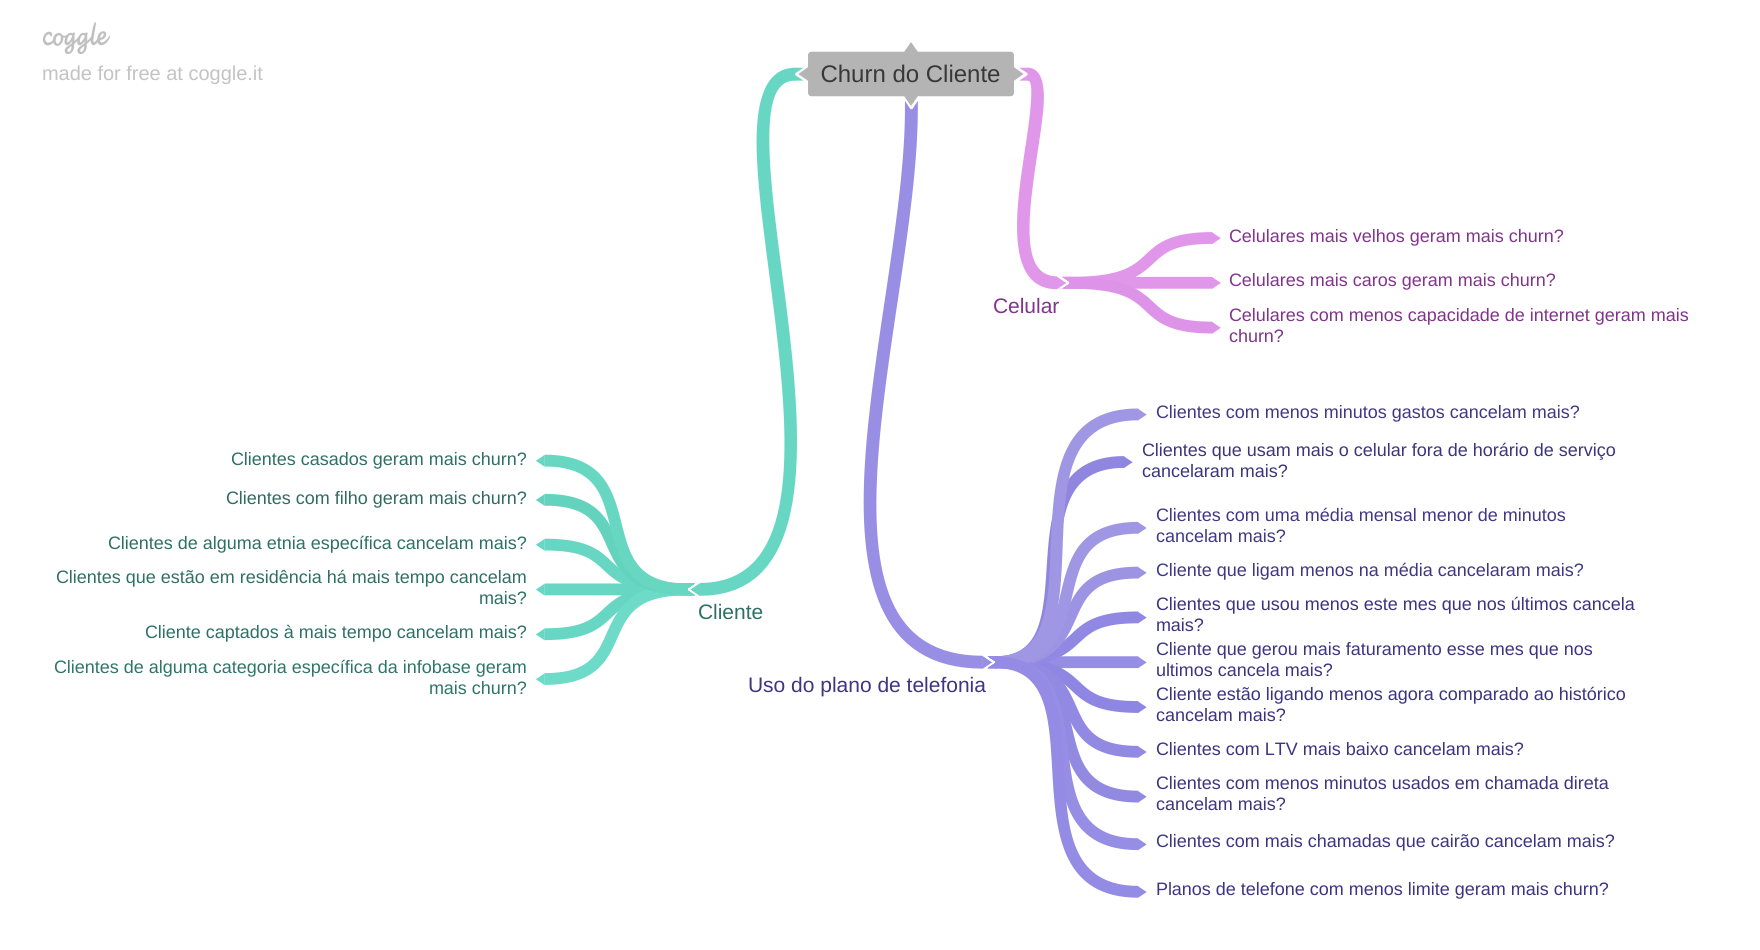 coggle
made for free at coggle.it
Churn do Cliente
Celulares mais velhos geram mais churn?
Celulares mais caros geram mais churn?
Celulares com menos capacidade de internet geram mais
churn?
Celular
Clientes casados geram mais churn?
Clientes com filho geram mais churn?
Clientes de alguma etnia específica cancelam mais?
Clientes que estão em residência há mais tempo cancelam
mais?
Cliente captados à mais tempo cancelam mais?
Clientes de alguma categoria específica da infobase geram
mais churn?
Cliente
Clientes com menos minutos gastos cancelam mais?
Clientes que usam mais o celular fora de horário de serviço
cancelaram mais?
Clientes com uma média mensal menor de minutos
cancelam mais?
Cliente que ligam menos na média cancelaram mais?
Clientes que usou menos este mes que nos últimos cancela
mais?
Cliente que gerou mais faturamento esse mes que nos
ultimos cancela mais?
Cliente estão ligando menos agora comparado ao histórico
cancelam mais?
Clientes com LTV mais baixo cancelam mais?
Clientes com menos minutos usados em chamada direta
cancelam mais?
Clientes com mais chamadas que cairão cancelam mais?
Planos de telefone com menos limite geram mais churn?
Uso do plano de telefonia